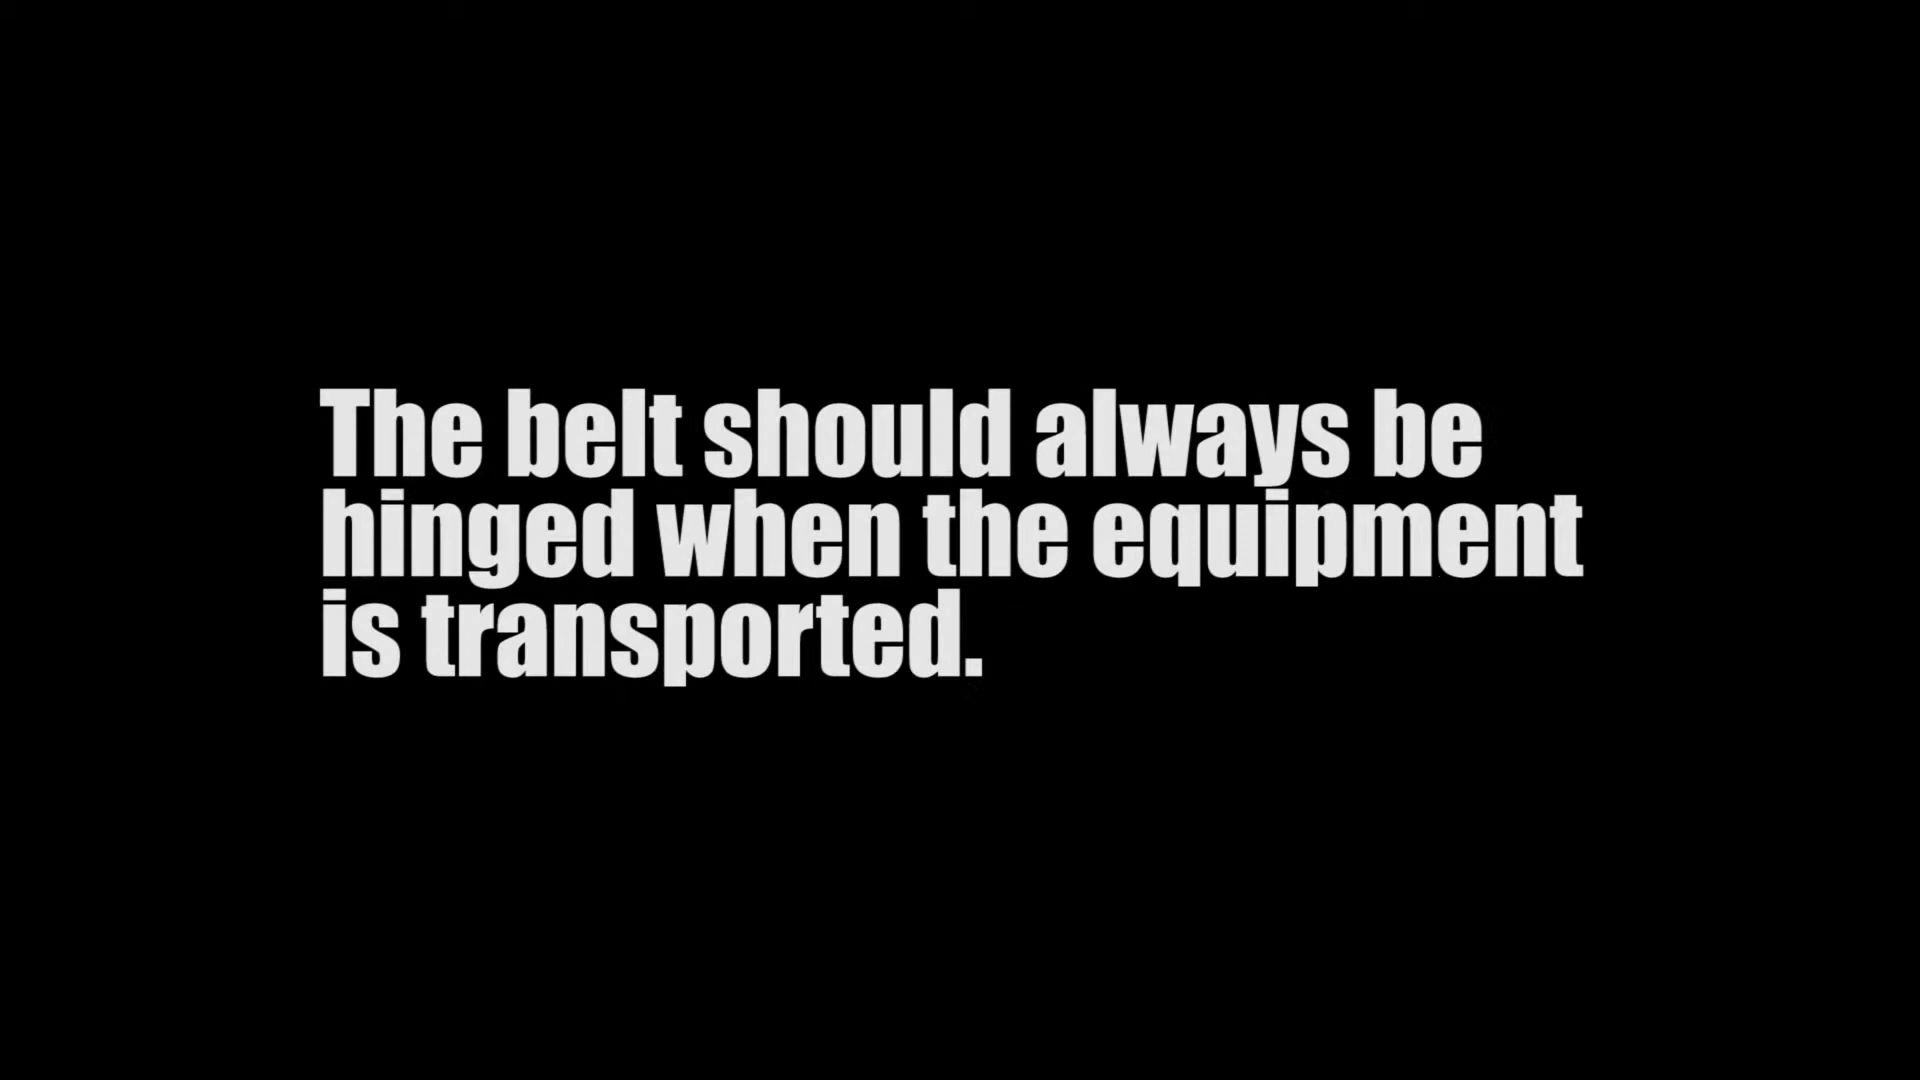 The belt should always be
hinged when the equipment
is transported.